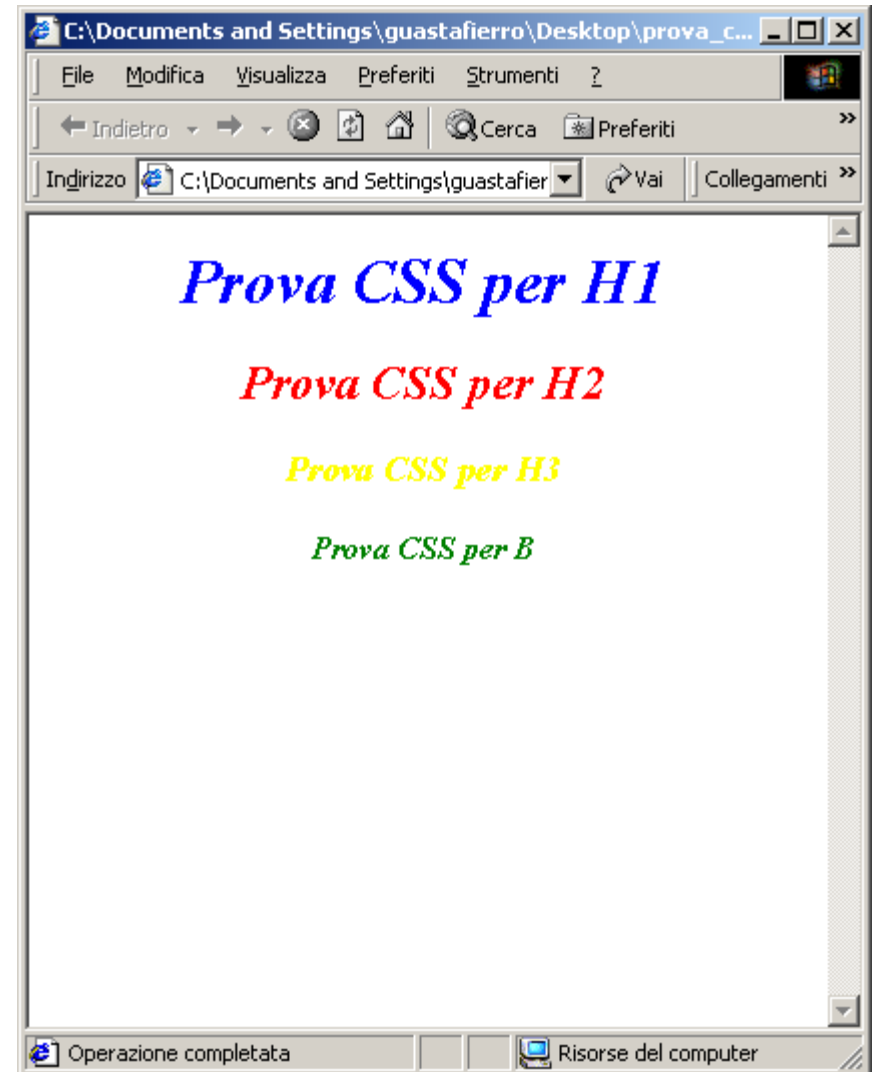 C:\Documents and Settings\guastafierro\Desktop\prova_c...
File Modifica Visualizza Preferiti Strumenti ?
Indietro Cerca Preferiti »
Indirizzo C:\Documents and Settings\guastafier Vai Collegamenti »
Prova CSS per H1
Prova CSS per H2
Prova CSS per H3
Prova CSS per B
Operazione completata Risorse del computer